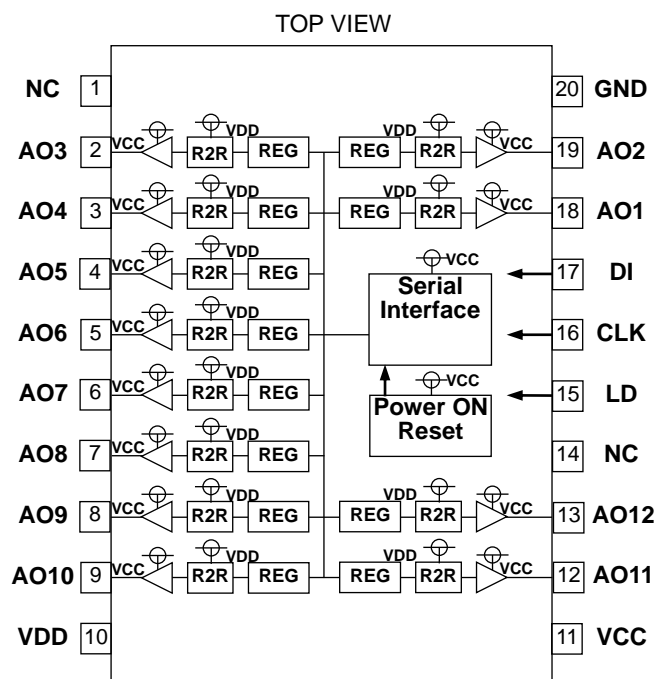 TOP VIEW
NC 1 20 GND
AO3 2 VCC R2R VDD REG REG VDD R2R VCC 19 AO2
AO4 3 VCC R2R VDD REG REG VDD R2R VCC 18 AO1
AO5 4 VCC R2R VDD REG VCC 17 DI
Serial
Interface
AO6 5 VCC R2R VDD REG 16 CLK
AO7 6 VCC R2R VDD REG VCC 15 LD
Power ON
Reset
AO8 7 VCC R2R VDD REG 14 NC
AO9 8 VCC R2R VDD REG REG VDD R2R VCC 13 AO12
AO10 9 VCC R2R VDD REG REG VDD R2R VCC 12 AO11
VDD 10 11 VCC